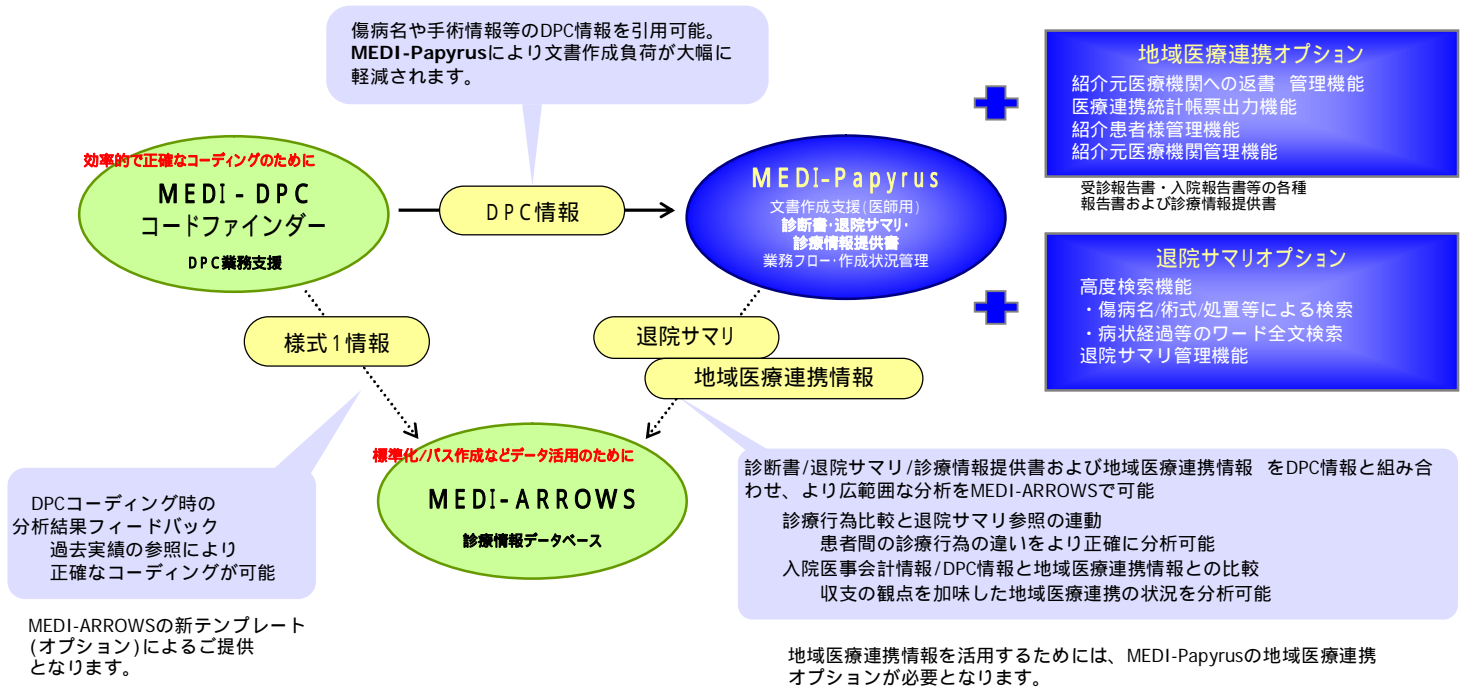 傷病名や手術情報等のDPC情報を引用可能。
MEDI-Papyrusにより文書作成負荷が大幅に
軽減されます。
効率的で正確なコーディングのために
MEDI-DPC
コードファインダー
DPC業務支援
DPC情報
MEDI-Papyrus
文書作成支援(医師用)
診断書・退院サマリ・
診療情報提供書
業務フロー・作成状況管理
地域医療連携オプション
紹介元医療機関への返書 管理機能
医療連携統計帳票出力機能
紹介患者様管理機能
紹介元医療機関管理機能
受診報告書・入院報告書等の各種
報告書および診療情報提供書
退院サマリオプション
高度検索機能
・傷病名/術式/処置等による検索
・病状経過等のワード全文検索
退院サマリ管理機能
様式1情報
退院サマリ
地域医療連携情報
標準化/パス作成などデータ活用のために
MEDI-ARROWS
診療情報データベース
DPCコーディング時の
分析結果フィードバック
過去実績の参照により
正確なコーディングが可能
MEDI-ARROWSの新テンプレート
(オプション)によるご提供
となります。
診断書/退院サマリ/診療情報提供書および地域医療連携情報 をDPC情報と組み合
わせ、より広範囲な分析をMEDI-ARROWSで可能
診療行為比較と退院サマリ参照の連動
患者間の診療行為の違いをより正確に分析可能
入院医事会計情報/DPC情報と地域医療連携情報との比較
収支の観点を加味した地域医療連携の状況を分析可能
地域医療連携情報を活用するためには、MEDI-Papyrusの地域医療連携
オプションが必要となります。